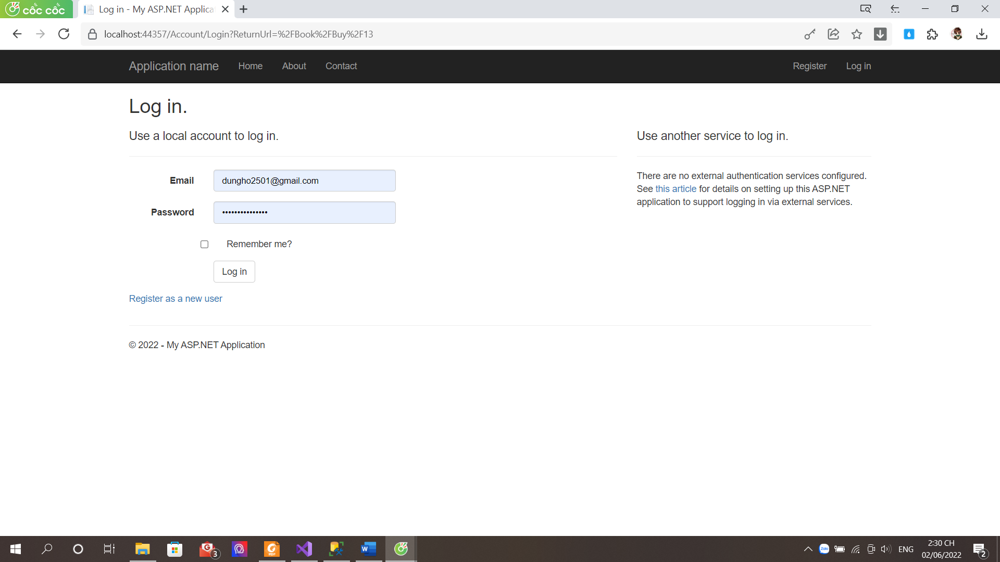 cốc cốc
Log in - My ASP.NET Applica
localhost:44357/Account/Login?ReturnUrl=%2FBook%2FBuy%2F13
Application name Home About Contact Register Log in
Log in.
Use a local account to log in.
Email dungho2501@gmail.com
Password
Remember me?
Log in
Register as a new user
Use another service to log in.
There are no external authentication services configured.
See this article for details on setting up this ASP.NET
application to support logging in via external services.
© 2022 - My ASP.NET Application
3
PDF
W
Zalo
ENG
2:30 CH
02/06/2022
2